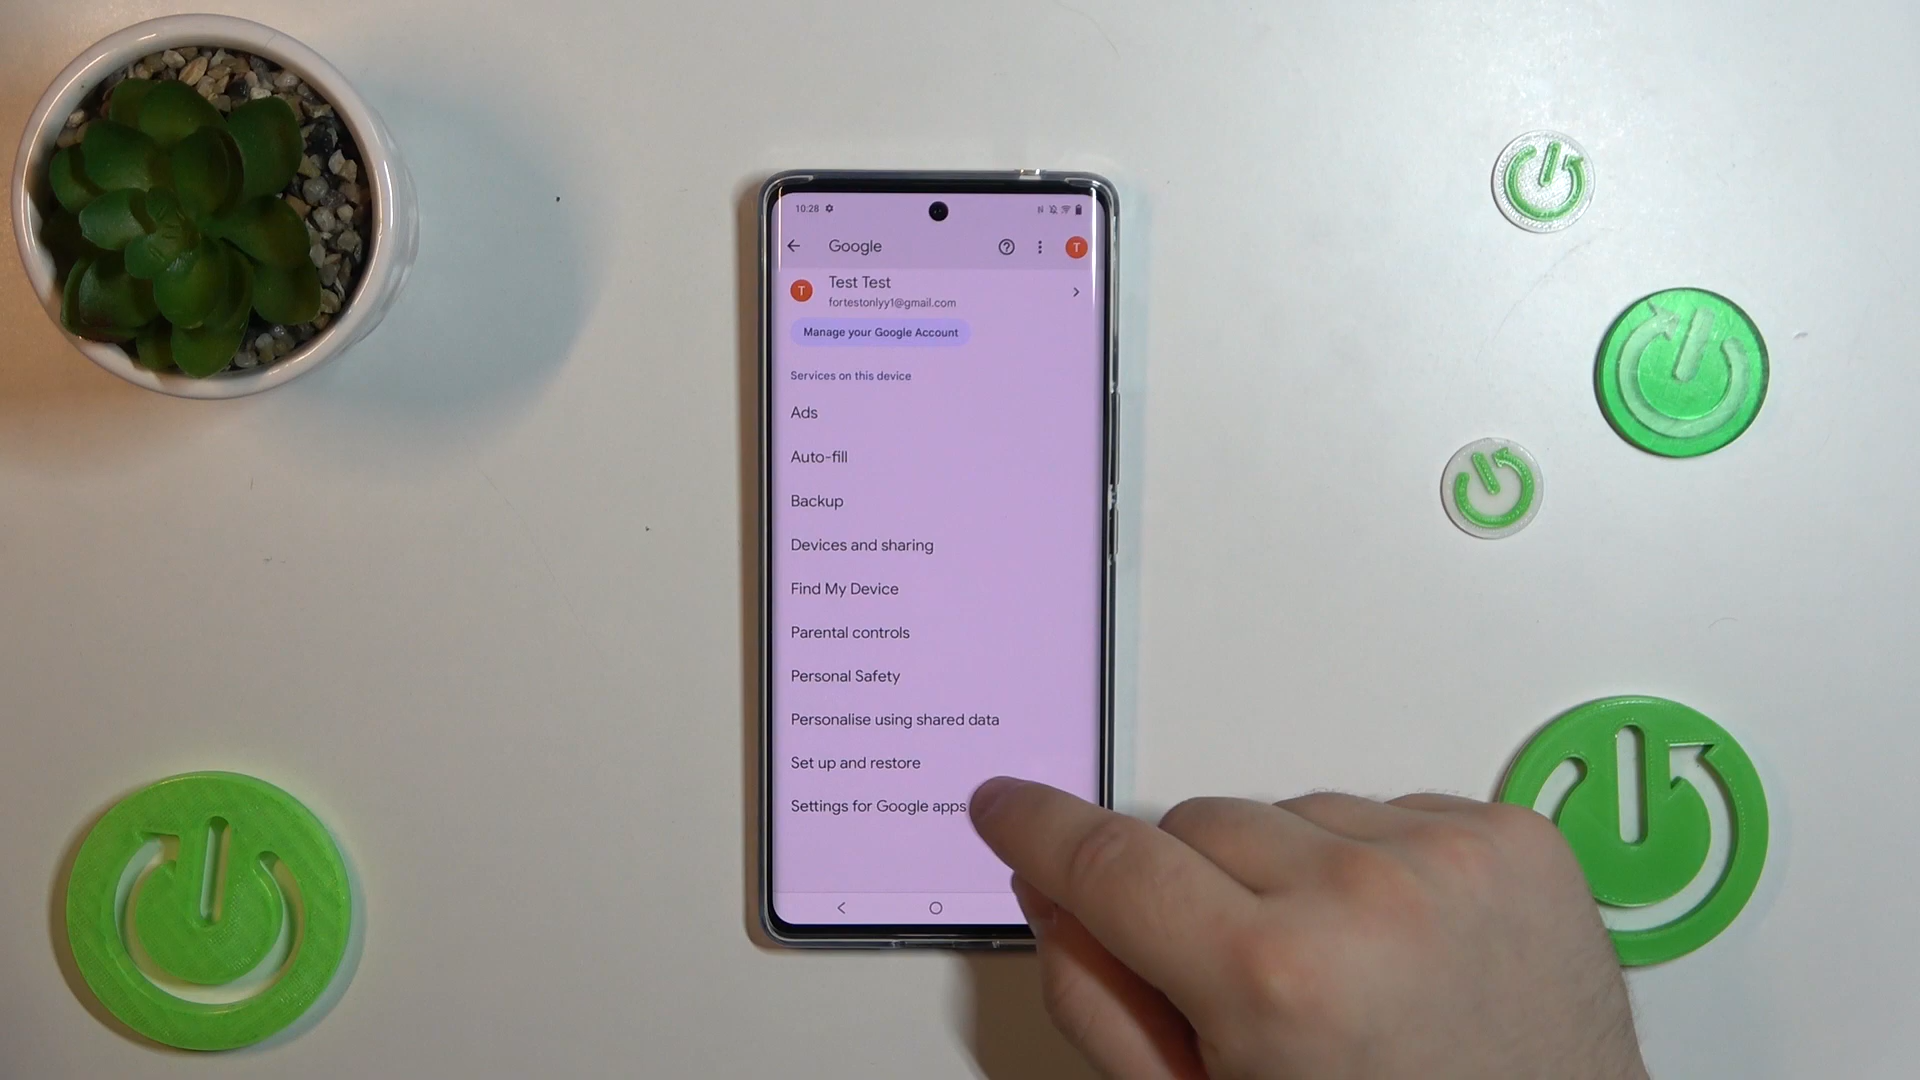 10:28
Google
T
T
Test Test
fortestonlyy1@gmail.com
Manage your Google Account
Services on this device
Ads
Auto-fill
Backup
Devices and sharing
Find My Device
Parental controls
Personal Safety
Personalise using shared data
Set up and restore
Settings for Google apps